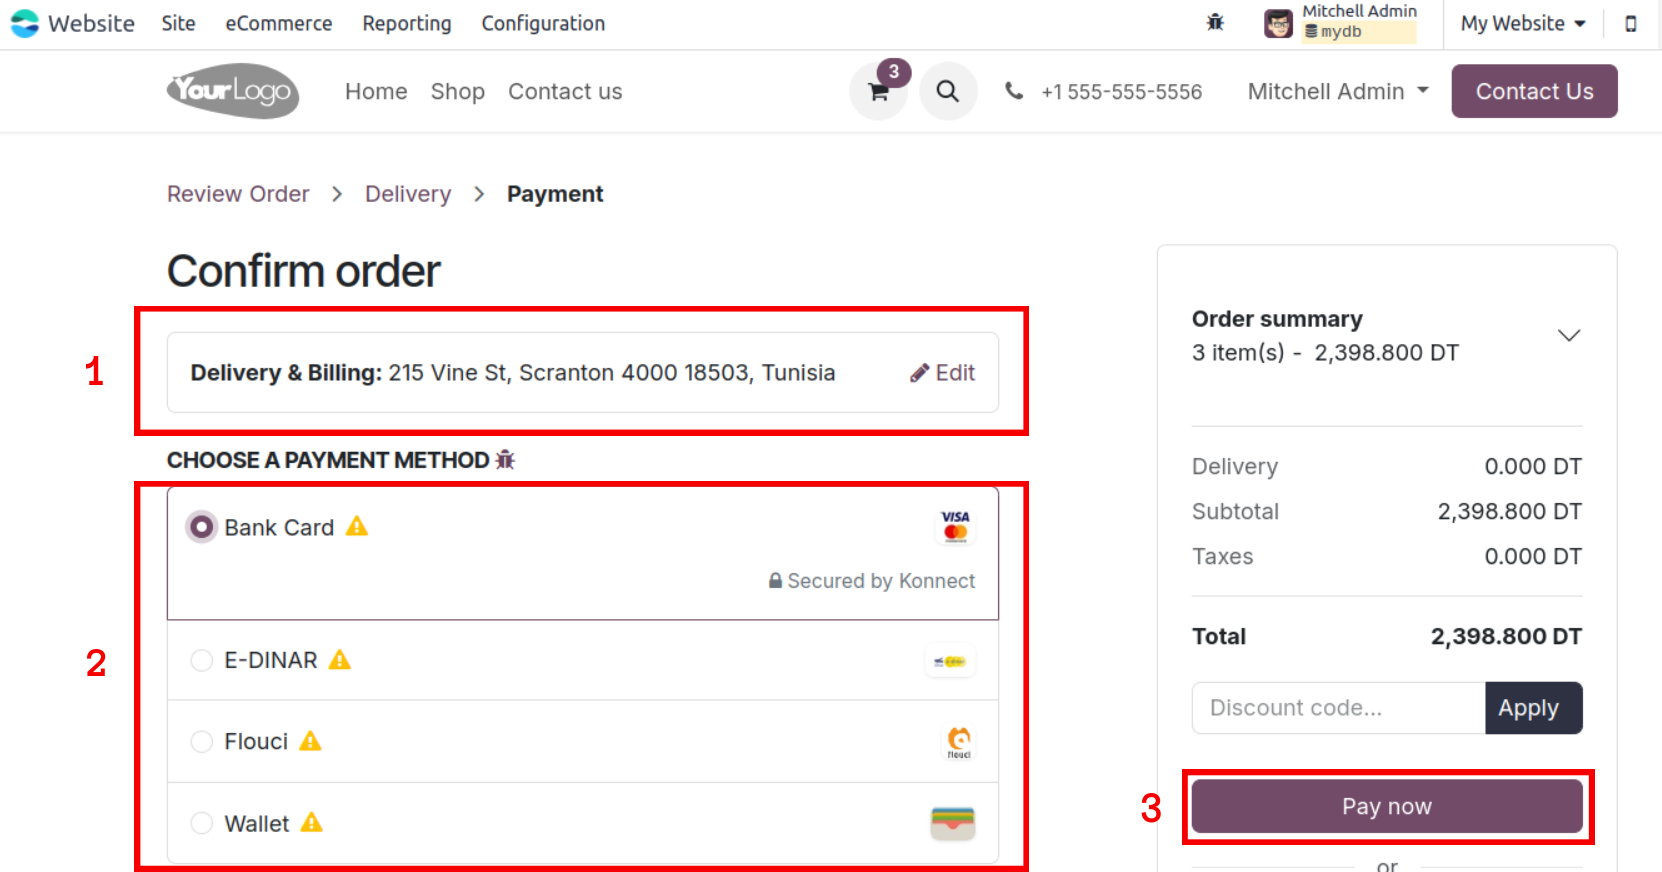 Website Site eCommerce Reporting Configuration Mitchell Admin mydb My Website
YourLogo Home Shop Contact us 3 +1 555-555-5556 Mitchell Admin Contact Us
Review Order > Delivery > Payment
Confirm order
1
Delivery & Billing: 215 Vine St, Scranton 4000 18503, Tunisia Edit
CHOOSE A PAYMENT METHOD
2
Bank Card VISA
Secured by Konnect
E-DINAR
Flouci flouci
Wallet
Order summary
3 item(s) - 2,398.800 DT
Delivery 0.000 DT
Subtotal 2,398.800 DT
Taxes 0.000 DT
Total 2,398.800 DT
Discount code... Apply
3 Pay now
or